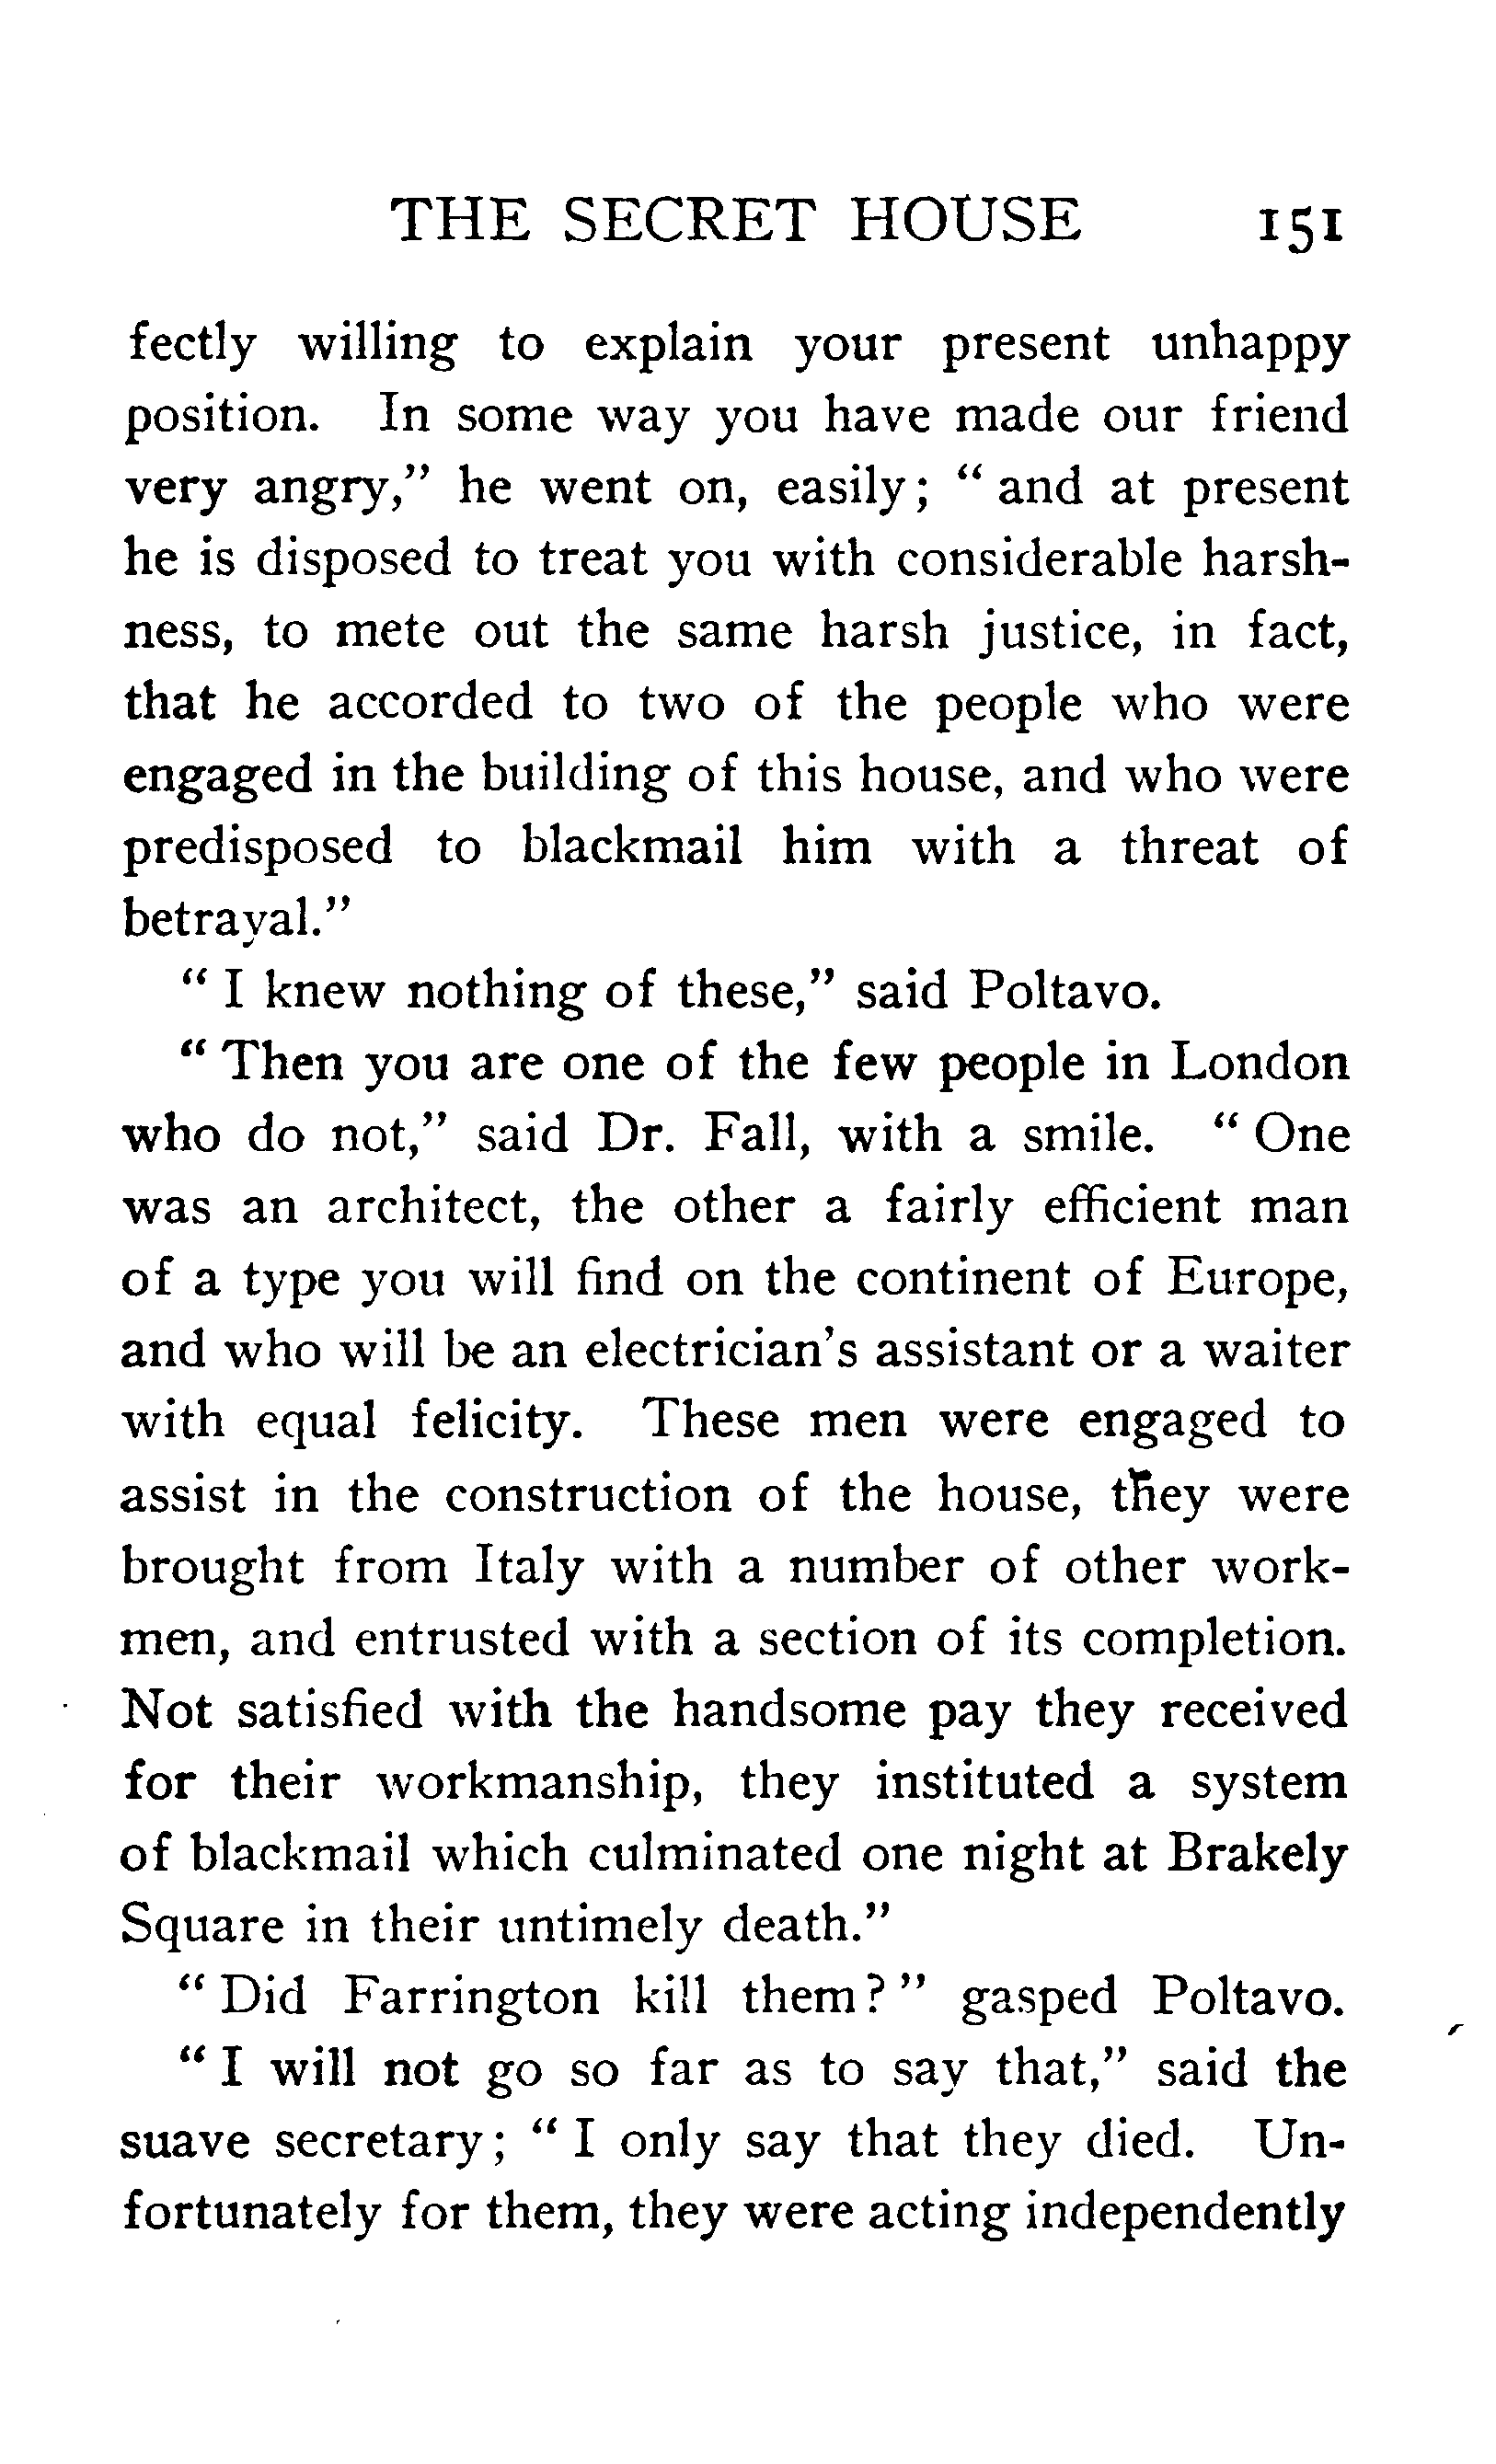 THE SECRET HOUSE 151
fectly willing to explain your present unhappy
position. In some way you have made our friend
very angry," he went on, easily; " and at present
he is disposed to treat you with considerable harsh-
ness, to mete out the same harsh justice, in fact,
that he accorded to two of the people who were
engaged in the building of this house, and who were
predisposed to blackmail him with a threat of
betrayal."
" I knew nothing of these," said Poltavo.
" Then you are one of the few people in London
who do not," said Dr. Fall, with a smile. " One
was an architect, the other a fairly efficient man
of a type you will find on the continent of Europe,
and who will be an electrician's assistant or a waiter
with equal felicity. These men were engaged to
assist in the construction of the house, they were
brought from Italy with a number of other work-
men, and entrusted with a section of its completion.
Not satisfied with the handsome pay they received
for their workmanship, they instituted a system
of blackmail which culminated one night at Brakely
Square in their untimely death."
" Did Farrington kill them? " gasped Poltavo.
" I will not go so far as to say that," said the
suave secretary; " I only say that they died. Un-
fortunately for them, they were acting independently